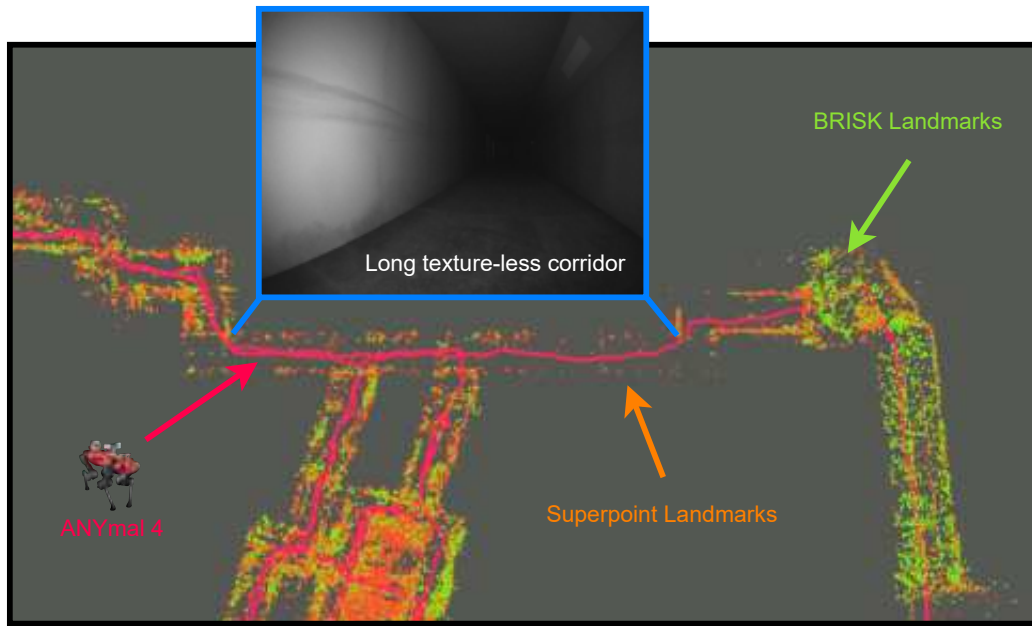 BRISK Landmarks
Long texture-less corridor
Superpoint Landmarks
ANYmal 4